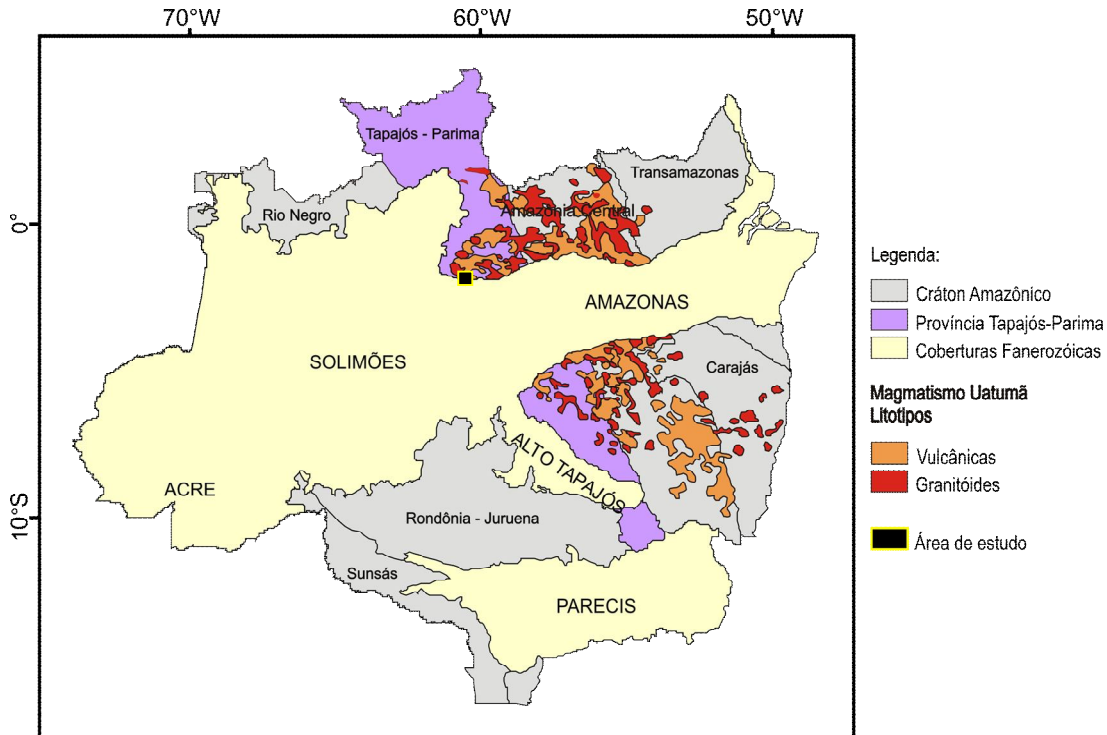 70°W
60°W
50°W
Tapajós - Parima
Transamazonas
Rio Negro
Amazônia Central
0°
AMAZONAS
SOLIMÕES
Carajás
ALTO TAPAJÓS
ACRE
Rondônia - Juruena
10°S
Sunsás
PARECIS
Legenda:
Cráton Amazônico
Província Tapajós-Parima
Coberturas Fanerozóicas
Magmatismo Uatumã
Litotipos
Vulcânicas
Granitóides
Área de estudo